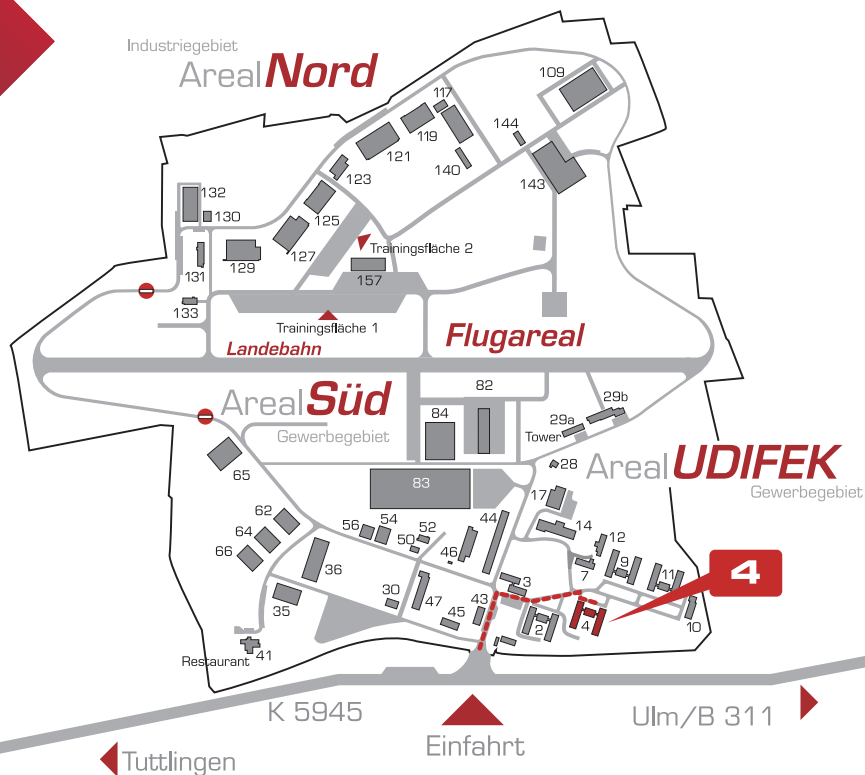 Industriegebiet
Areal Nord
109
117
119
144
121
140
123
143
132
125
130
127
Trainingsfläche 2
131
129
157
133
Trainingsfläche 1
Flugareal
Landebahn
Areal Süd
Gewerbegebiet
82
84
29b
29a
Tower
28
Areal UDIFEK
Gewerbegebiet
65
83
17
62
56
54
52
44
14
12
64
50
46
66
36
9
11
7
4
3
30
47
43
35
45
2
4
10
41
Restaurant
K 5945
Ulm/B 311
Einfahrt
Tuttlingen